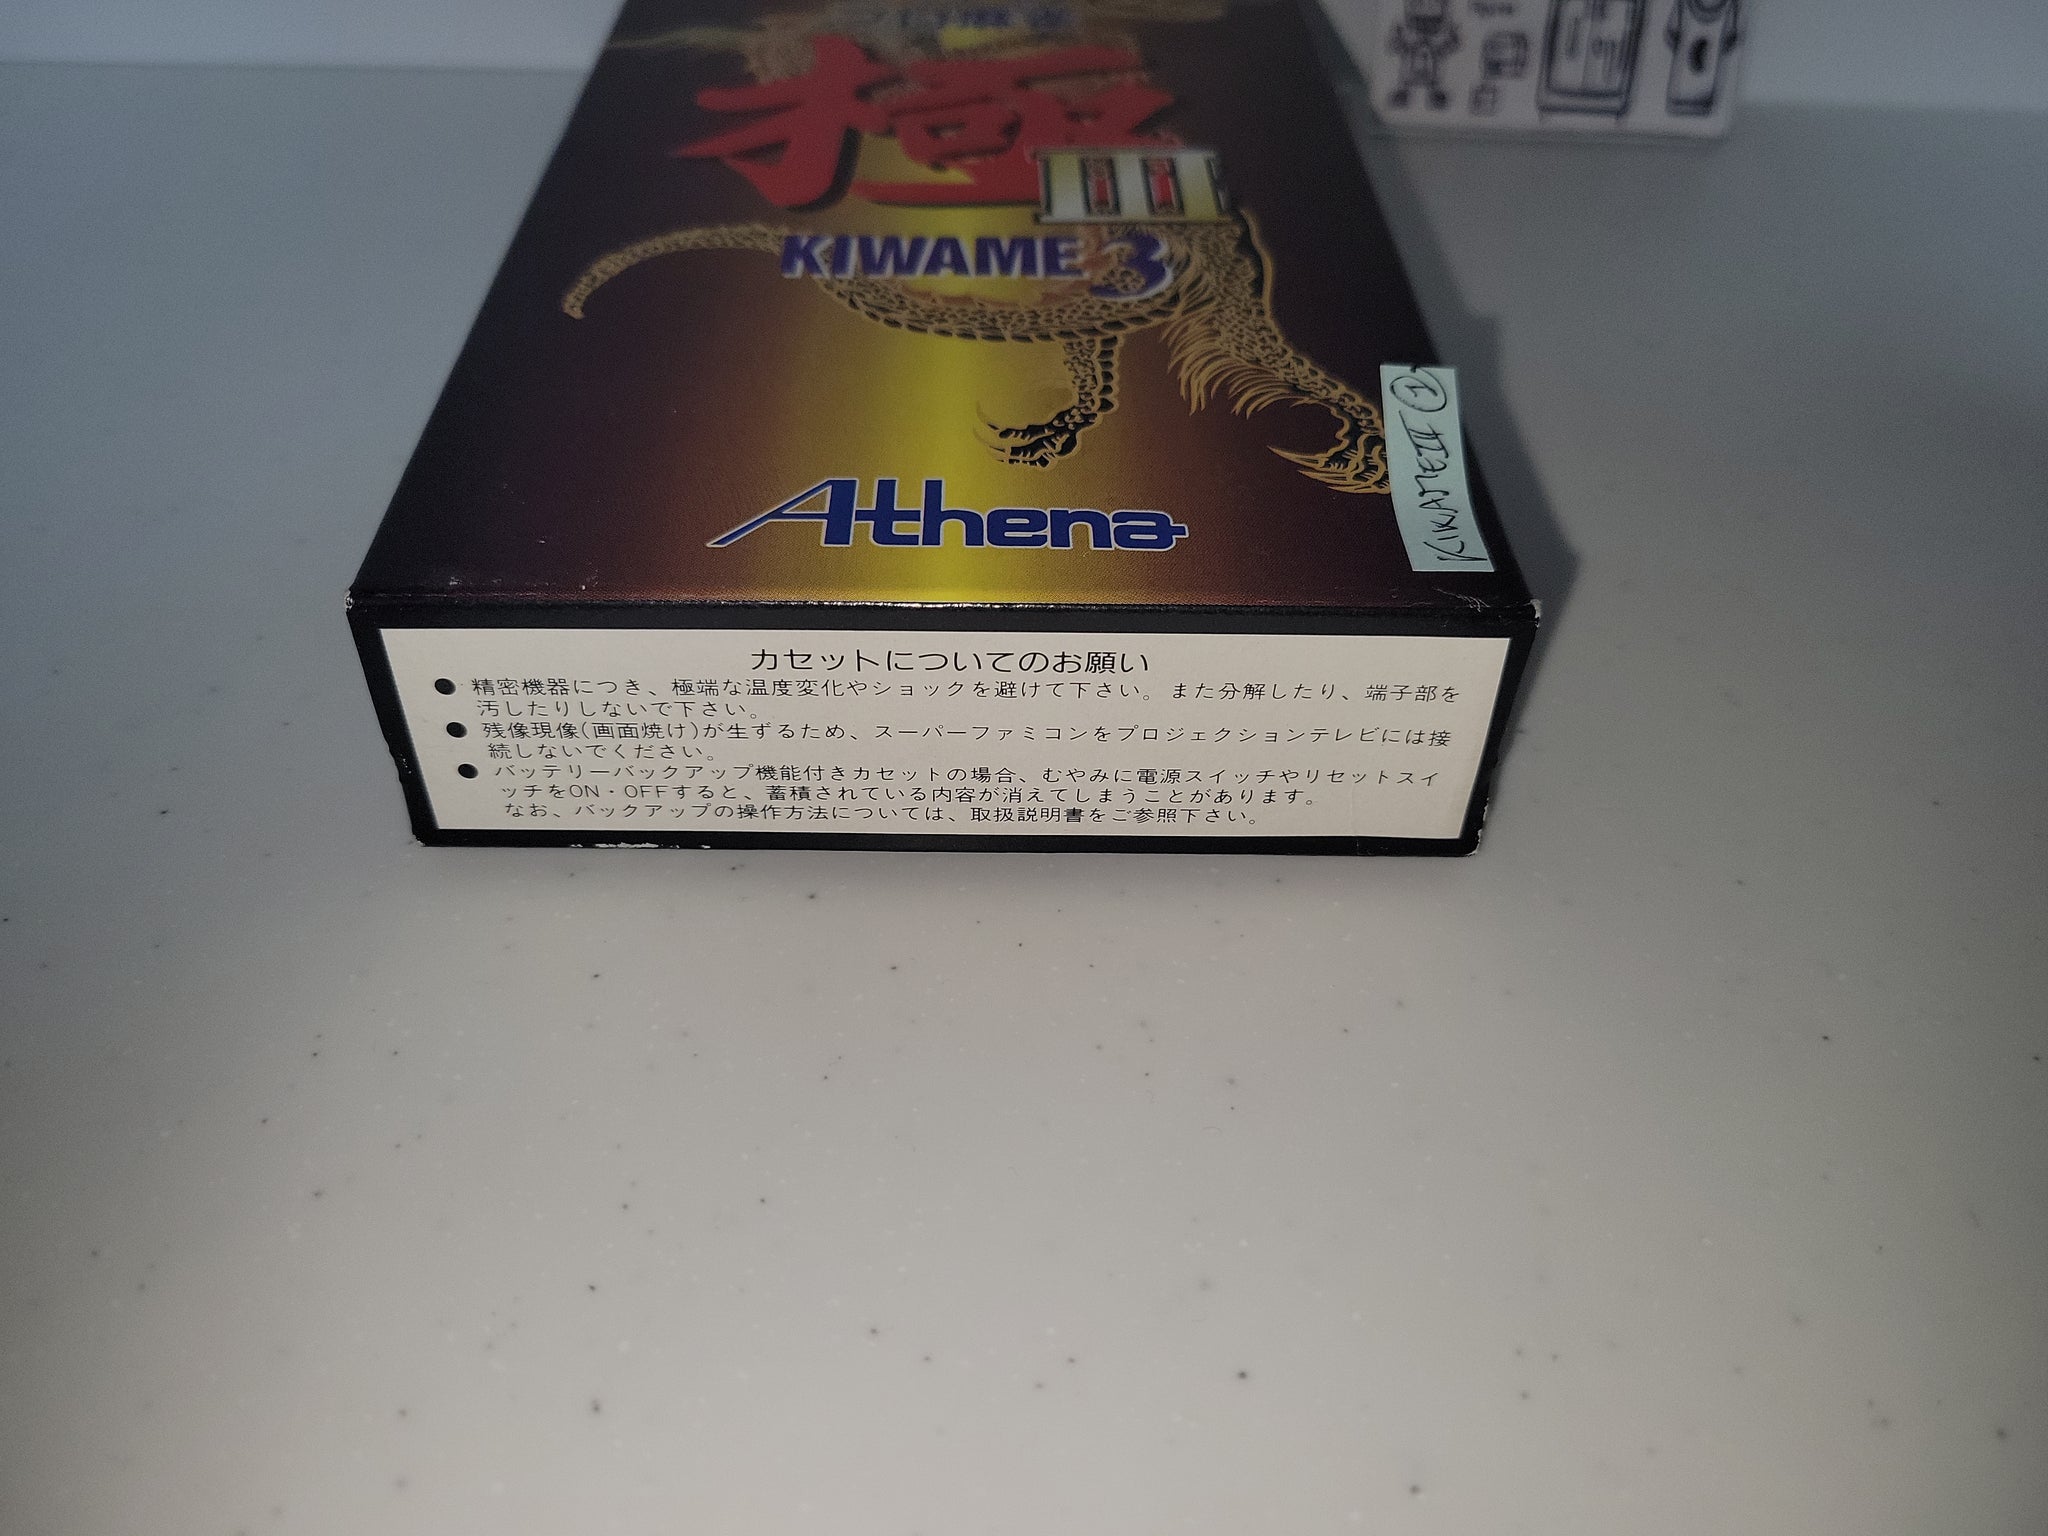 極
III
KIWAME 3
KIWAME III
Athena
カセットについてのお願い
● 精密機器につき、極端な温度変化やショックを避けて下さい。また分解したり、端子部を
汚したりしないで下さい。
● 残像現像(画面焼け)が生ずるため、スーパーファミコンをプロジェクションテレビには接
続しないでください。
● バッテリーバックアップ機能付きカセットの場合、むやみに電源スイッチやリセットスイ
ッチをON・OFFすると、蓄積されている内容が消えてしまうことがあります。
なお、バックアップの操作方法については、取扱説明書をご参照下さい。